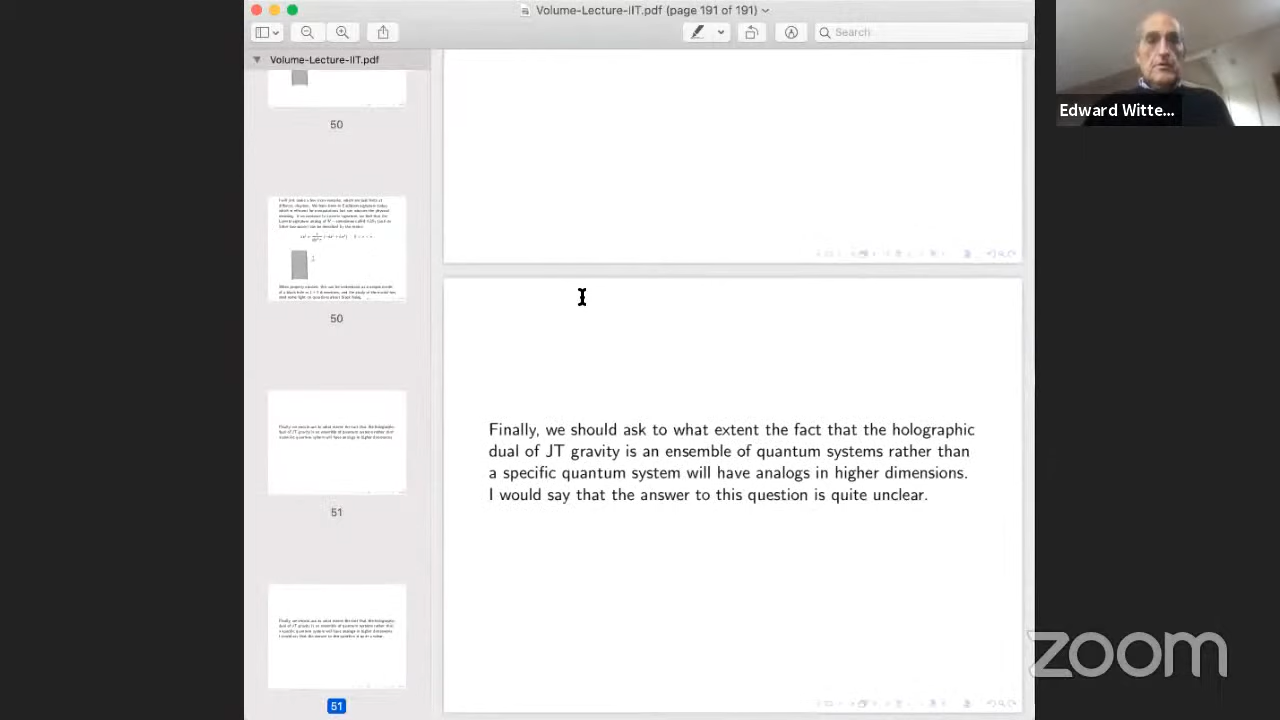 Volume-Lecture-IIT.pdf (page 191 of 191)
Search
Volume-Lecture-IIT.pdf
50
50
51
51
Finally, we should ask to what extent the fact that the holographic
dual of JT gravity is an ensemble of quantum systems rather than
a specific quantum system will have analogs in higher dimensions.
I would say that the answer to this question is quite unclear.
Edward Witte...
zoom